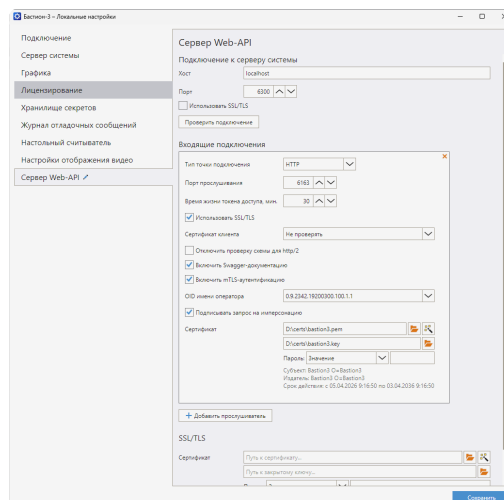 Бастион-3 – Локальные настройки
Подключение
Сервер системы
Графика
Лицензирование
Хранилище секретов
Журнал отладочных сообщений
Настольный считыватель
Настройки отображения видео
Сервер Web-API
Сервер Web-API
Подключение к серверу системы
Хост localhost
Порт 6300
Использовать SSL/TLS
Проверить подключение
Входящие подключения
Тип точки подключения HTTP
Порт прослушивания 6163
Время жизни токена доступа, мин. 30
Использовать SSL/TLS
Сертификат клиента Не проверять
Отключить проверку схемы для http/2
Включить Swagger-документацию
Включить mTLS-аутентификацию
OID имени оператора 0.9.2342.19200300.100.1.1
Подписывать запрос на имперсонацию
Сертификат D:\certs\bastion3.pem
D:\certs\bastion3.key
Пароль: Значение
Субъект: Bastion3 O=Bastion3
Издатель: Bastion3 O=Bastion3
Срок действия: с 05.04.2026 9:16:50 по 03.04.2036 9:16:50
Добавить прослушиватель
SSL/TLS
Сертификат Путь к сертификату...
Путь к закрытому ключу...
Сохранить